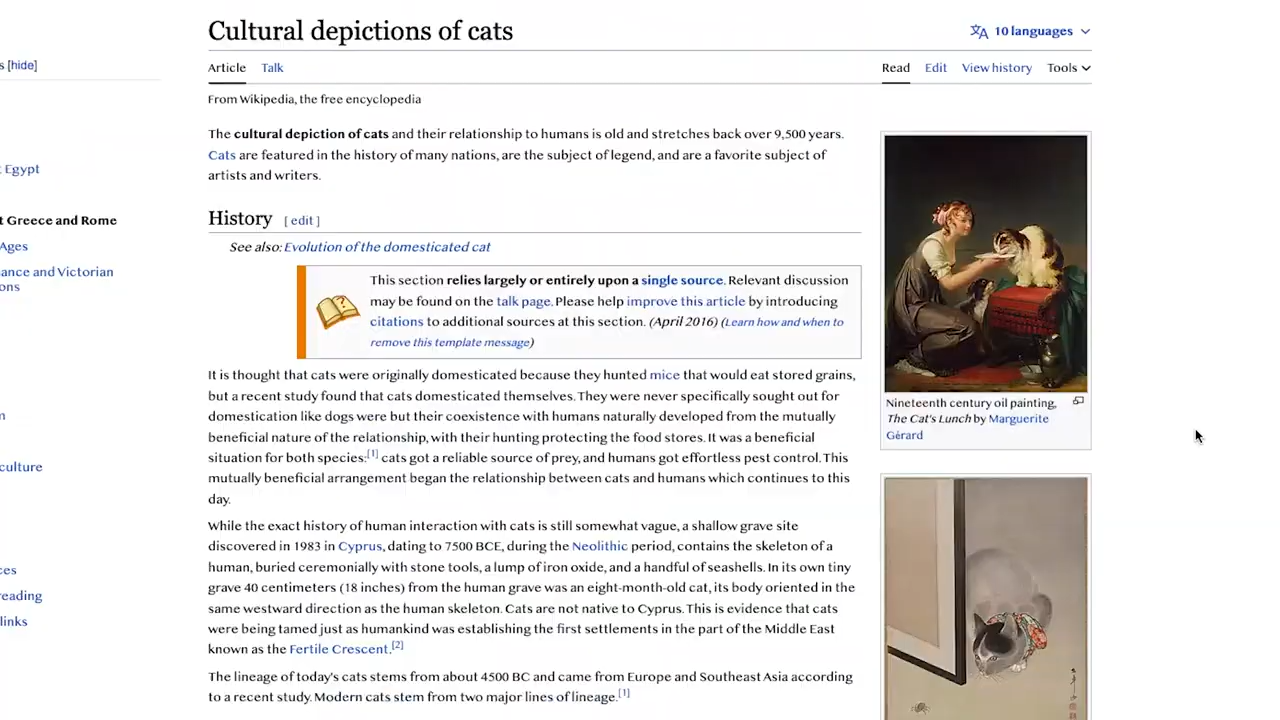 Cultural depictions of cats
10 languages
s [hide]
Article Talk
Read Edit View history Tools
From Wikipedia, the free encyclopedia
The cultural depiction of cats and their relationship to humans is old and stretches back over 9,500 years.
Cats are featured in the history of many nations, are the subject of legend, and are a favorite subject of
artists and writers.
Egypt
t Greece and Rome
Ages
ance and Victorian
ons
m
culture
ces
reading
links
History [ edit ]
See also: Evolution of the domesticated cat
This section relies largely or entirely upon a single source. Relevant discussion
may be found on the talk page. Please help improve this article by introducing
citations to additional sources at this section. (April 2016) (Learn how and when to
remove this template message)
It is thought that cats were originally domesticated because they hunted mice that would eat stored grains,
but a recent study found that cats domesticated themselves. They were never specifically sought out for
domestication like dogs were but their coexistence with humans naturally developed from the mutually
beneficial nature of the relationship, with their hunting protecting the food stores. It was a beneficial
situation for both species:[1] cats got a reliable source of prey, and humans got effortless pest control. This
mutually beneficial arrangement began the relationship between cats and humans which continues to this
day.
While the exact history of human interaction with cats is still somewhat vague, a shallow grave site
discovered in 1983 in Cyprus, dating to 7500 BCE, during the Neolithic period, contains the skeleton of a
human, buried ceremonially with stone tools, a lump of iron oxide, and a handful of seashells. In its own tiny
grave 40 centimeters (18 inches) from the human grave was an eight-month-old cat, its body oriented in the
same westward direction as the human skeleton. Cats are not native to Cyprus. This is evidence that cats
were being tamed just as humankind was establishing the first settlements in the part of the Middle East
known as the Fertile Crescent.[2]
The lineage of today's cats stems from about 4500 BC and came from Europe and Southeast Asia according
to a recent study. Modern cats stem from two major lines of lineage.[1]
Nineteenth century oil painting,
The Cat's Lunch by Marguerite
Gérard